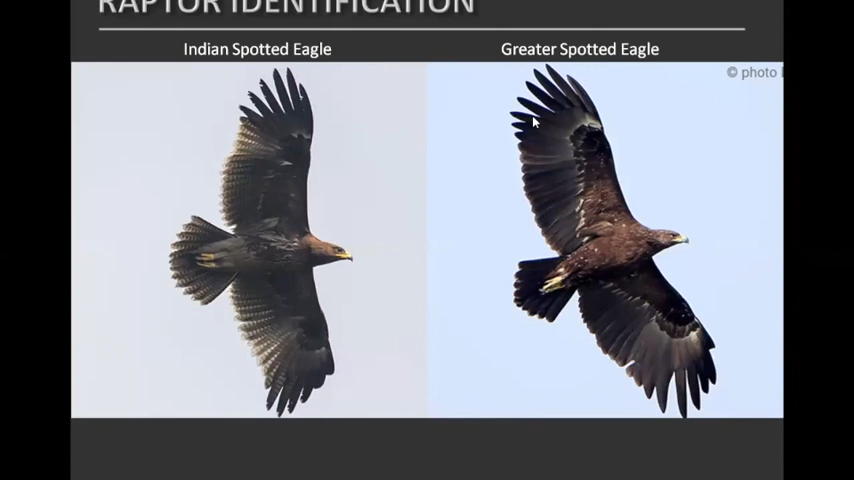 RAPTOR IDENTIFICATION
Indian Spotted Eagle
Greater Spotted Eagle
© photo